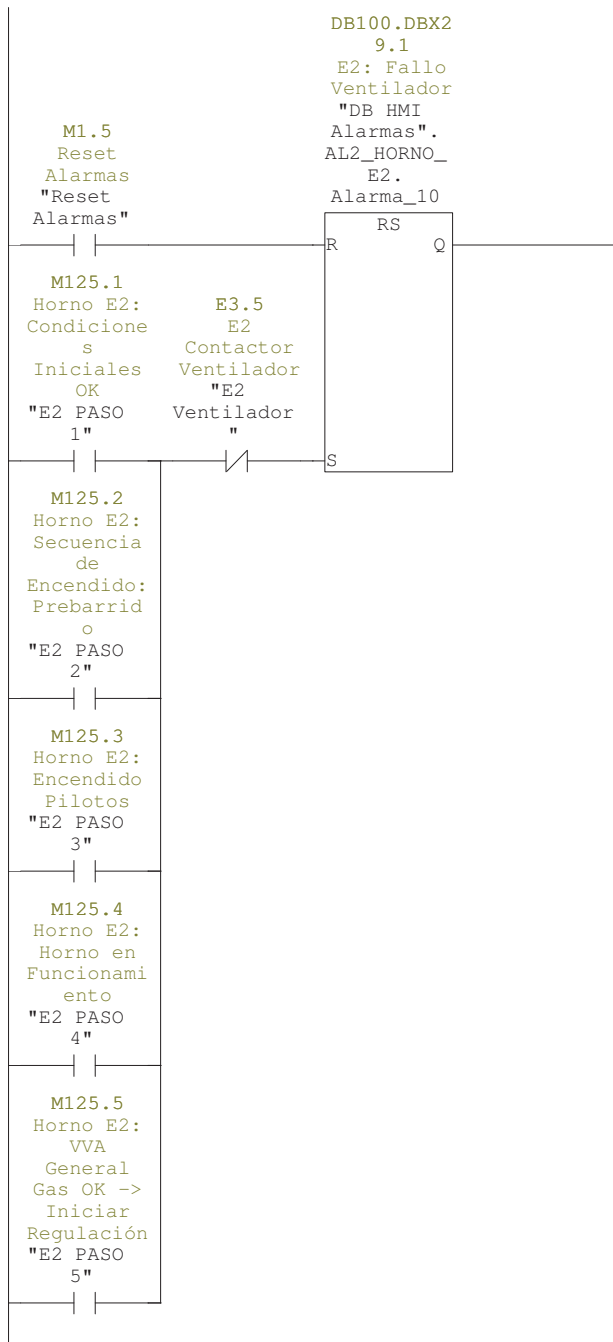 DB100.DBX2
9.1
E2: Fallo
Ventilador
"DB HMI
Alarmas".
AL2_HORNO_
E2.
Alarma_10
M1.5
Reset
Alarmas
"Reset
Alarmas"
RS
R
Q
M125.1
Horno E2:
Condicione
s
Iniciales
OK
"E2 PASO
1"
E3.5
E2
Contactor
Ventilador
"E2
Ventilador
"
S
M125.2
Horno E2:
Secuencia
de
Encendido:
Prebarrid
o
"E2 PASO
2"
M125.3
Horno E2:
Encendido
Pilotos
"E2 PASO
3"
M125.4
Horno E2:
Horno en
Funcionami
ento
"E2 PASO
4"
M125.5
Horno E2:
VVA
General
Gas OK ->
Iniciar
Regulación
"E2 PASO
5"